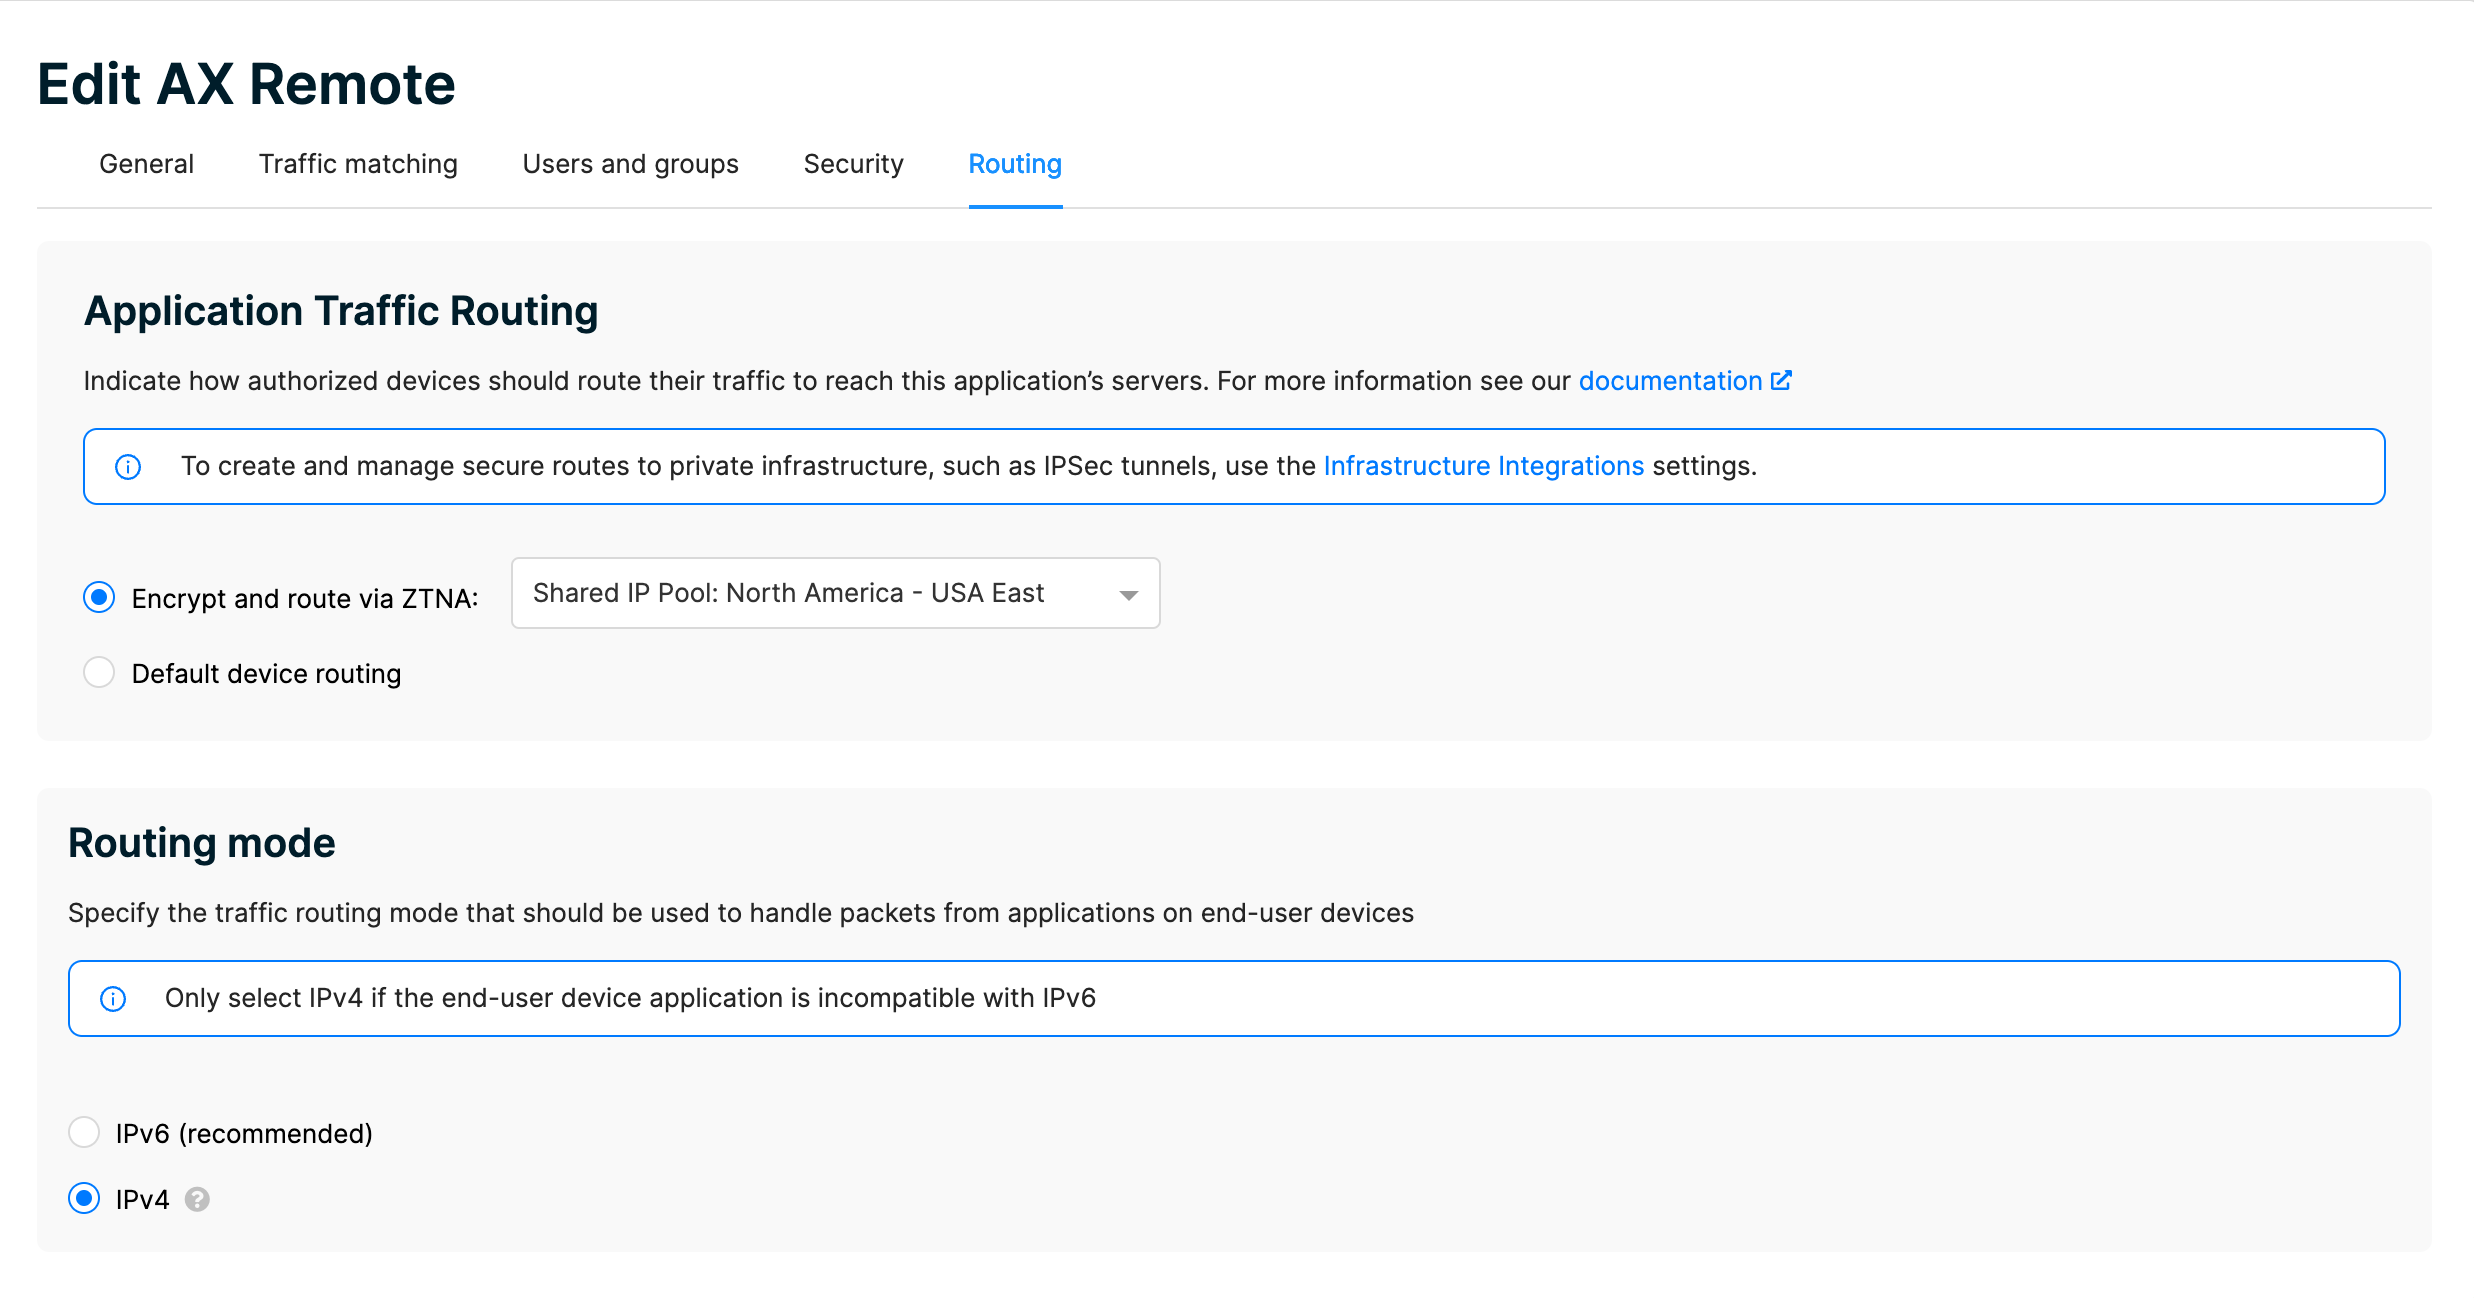 Edit AX Remote
General Traffic matching Users and groups Security Routing
Application Traffic Routing
Indicate how authorized devices should route their traffic to reach this application’s servers. For more information see our documentation
To create and manage secure routes to private infrastructure, such as IPSec tunnels, use the Infrastructure Integrations settings.
Encrypt and route via ZTNA: Shared IP Pool: North America - USA East
Default device routing
Routing mode
Specify the traffic routing mode that should be used to handle packets from applications on end-user devices
Only select IPv4 if the end-user device application is incompatible with IPv6
IPv6 (recommended)
IPv4 ?